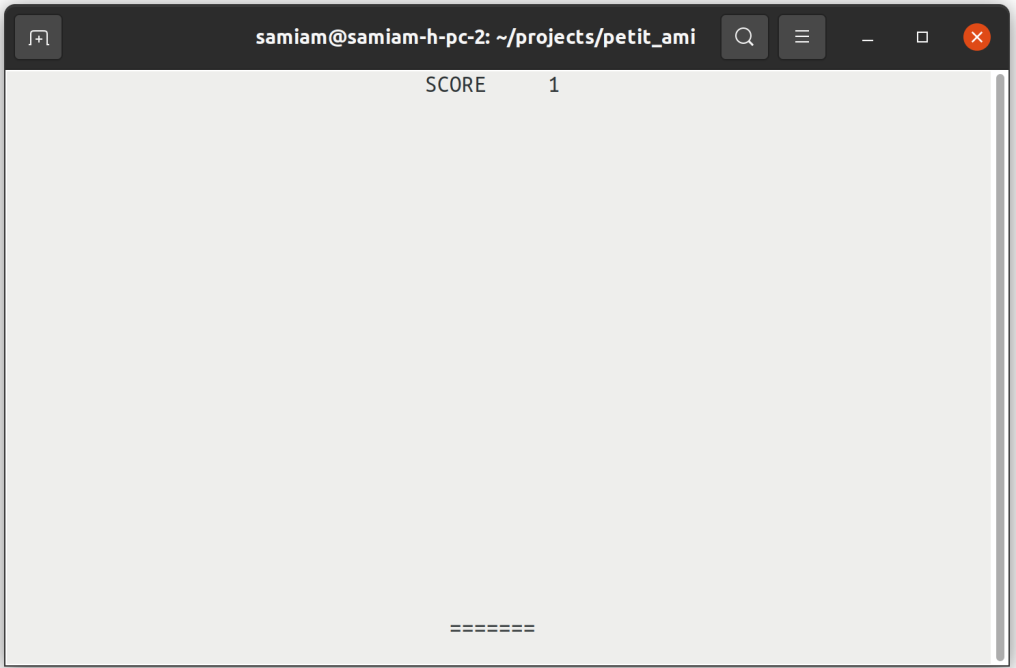 samiam@samiam-h-pc-2: ~/projects/petit_ami
SCORE     1
=======